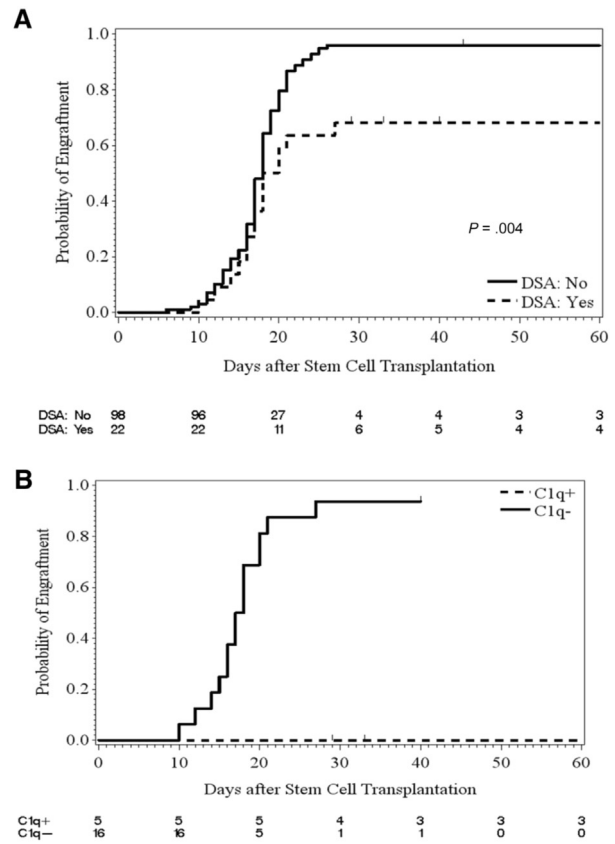 A
1.0
0.8
0.6
0.4
0.2
0.0
Probability of Engraftment
P = .004
DSA: No
DSA: Yes
0 10 20 30 40 50 60
Days after Stem Cell Transplantation
DSA: No 98 96 27 4 4 3 3
DSA: Yes 22 22 11 6 5 4 4
B
1.0
0.8
0.6
0.4
0.2
0.0
Probability of Engraftment
C1q+
C1q-
0 10 20 30 40 60
Days after Stem Cell Transplantation
C1q+ 5 5 5 4 3 3 3
C1q– 16 16 5 1 1 0 0